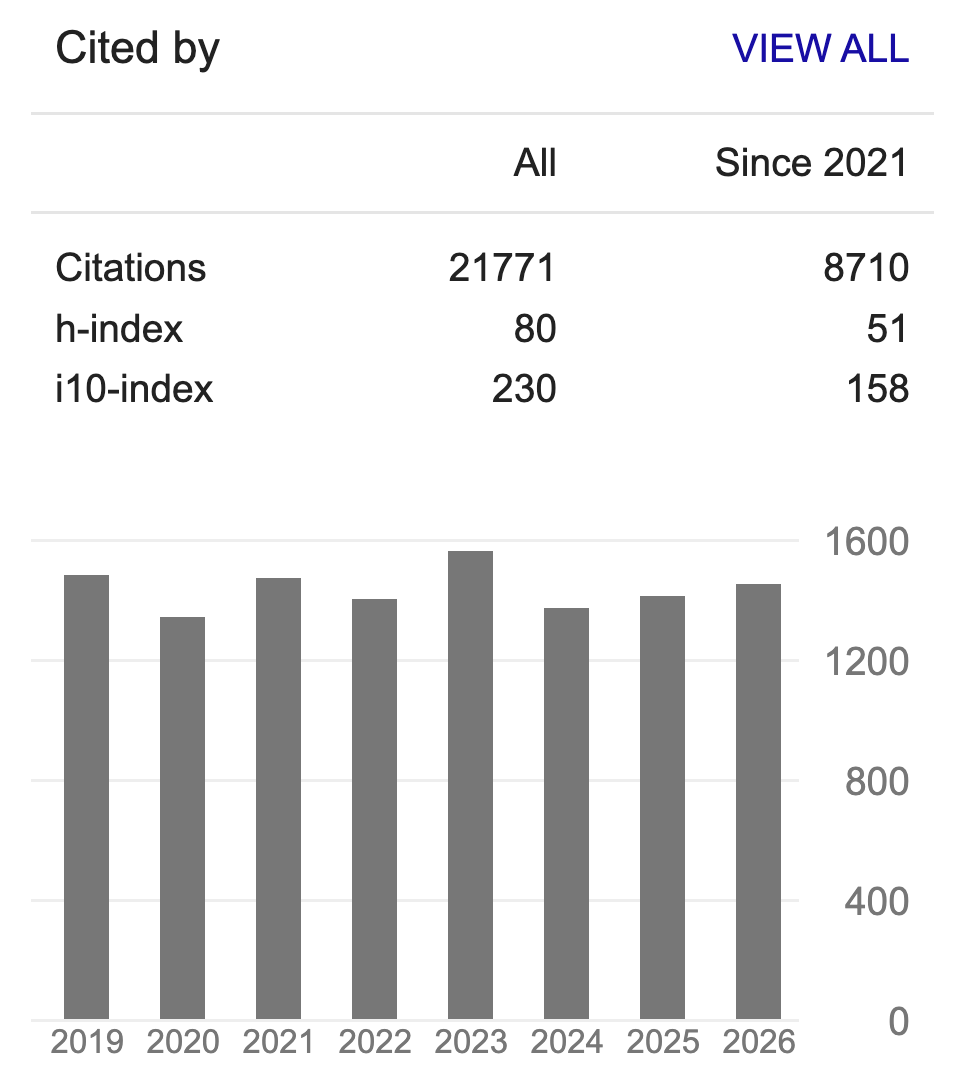 Cited by VIEW ALL
All Since 2021
Citations 21771 8710
h-index 80 51
i10-index 230 158
1600
1200
800
400
0
2019 2020 2021 2022 2023 2024 2025 2026